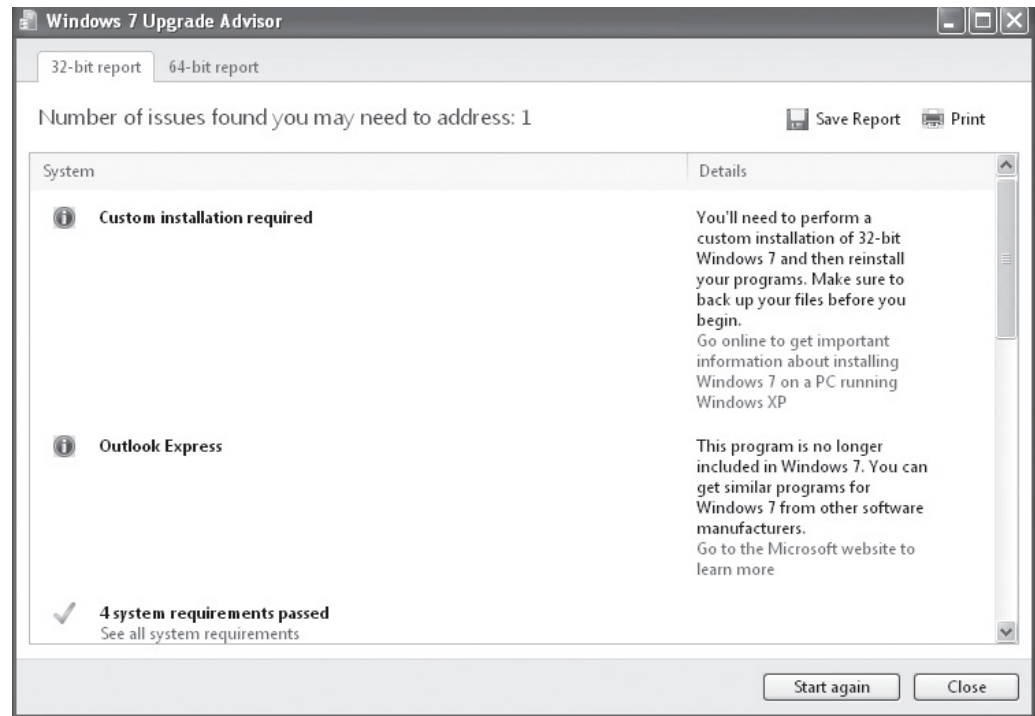 Windows 7 Upgrade Advisor
32-bit report 64-bit report
Number of issues found you may need to address: 1
Save Report Print
System Details
Custom installation required
You'll need to perform a
custom installation of 32-bit
Windows 7 and then reinstall
your programs. Make sure to
back up your files before you
begin.
Go online to get important
information about installing
Windows 7 on a PC running
Windows XP
Outlook Express
This program is no longer
included in Windows 7. You can
get similar programs for
Windows 7 from other software
manufacturers.
Go to the Microsoft website to
learn more
4 system requirements passed
See all system requirements
Start again Close